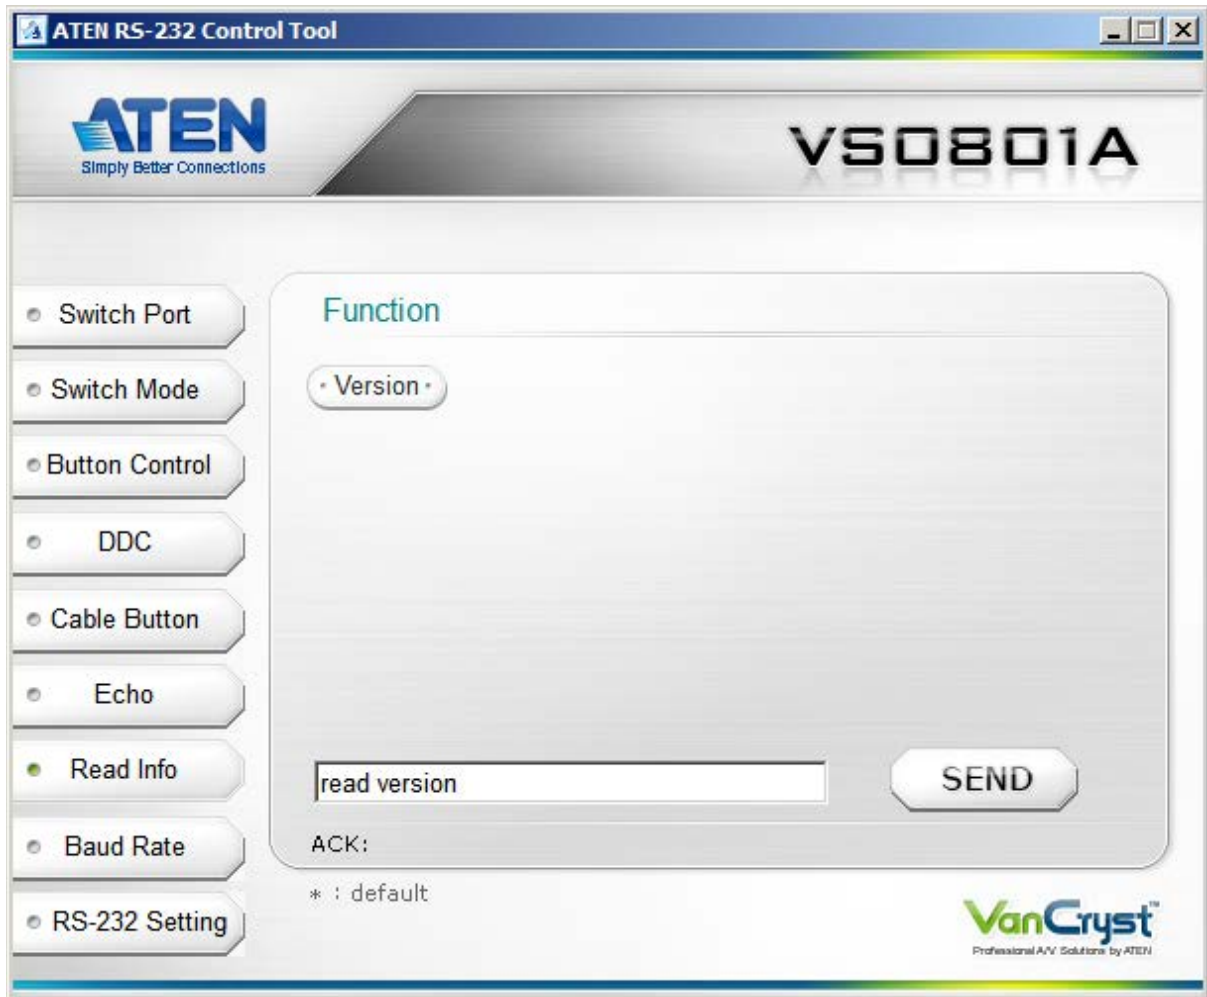 ATEN RS-232 Control Tool
ATEN
Simply Better Connections
VS0801A
Switch Port
Switch Mode
Button Control
DDC
Cable Button
Echo
Read Info
Baud Rate
RS-232 Setting
Function
Version
read version
SEND
ACK:
* : default
VanCryst™
Professional A/V Solutions by ATEN